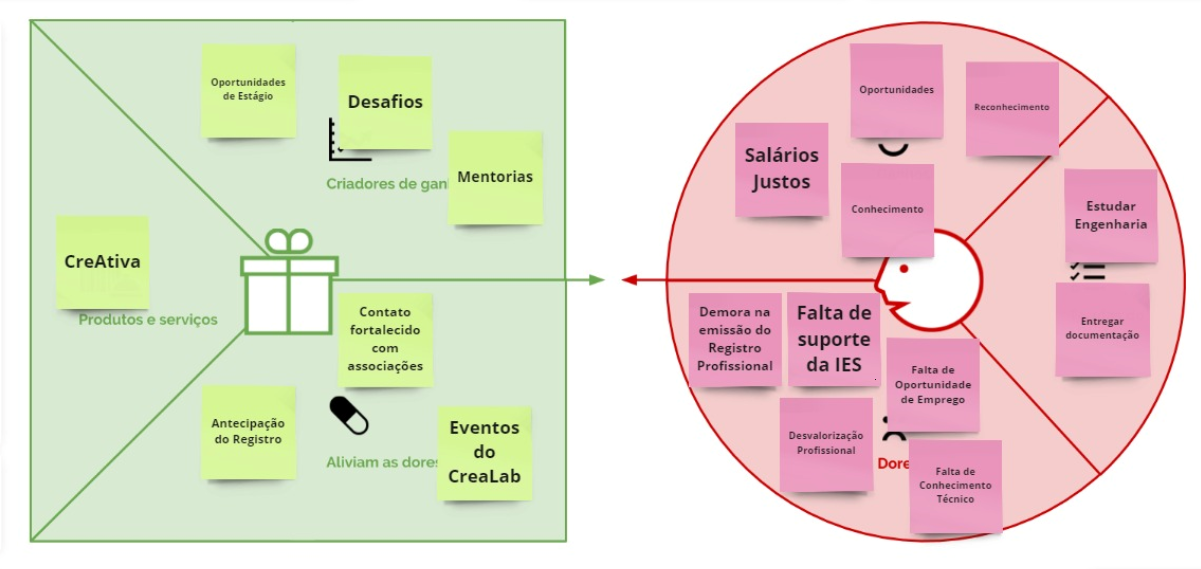 Oportunidades
de Estágio
Desafios
Criadores de gan
Mentorias
CreAtiva
Produtos e serviços
Contato
fortalecido
com
associações
Antecipação
do Registro
Aliviam as dores
Eventos
do
CreaLab
Oportunidades
Reconhecimento
Salários
Justos
Conhecimento
Estudar
Engenharia
Entregar
documentação
Demora na
emissão do
Registro
Profissional
Falta de
suporte
da IES
Falta de
Oportunidade
de Emprego
Desvalorização
Profissional
Dore
Falta de
Conhecimento
Técnico